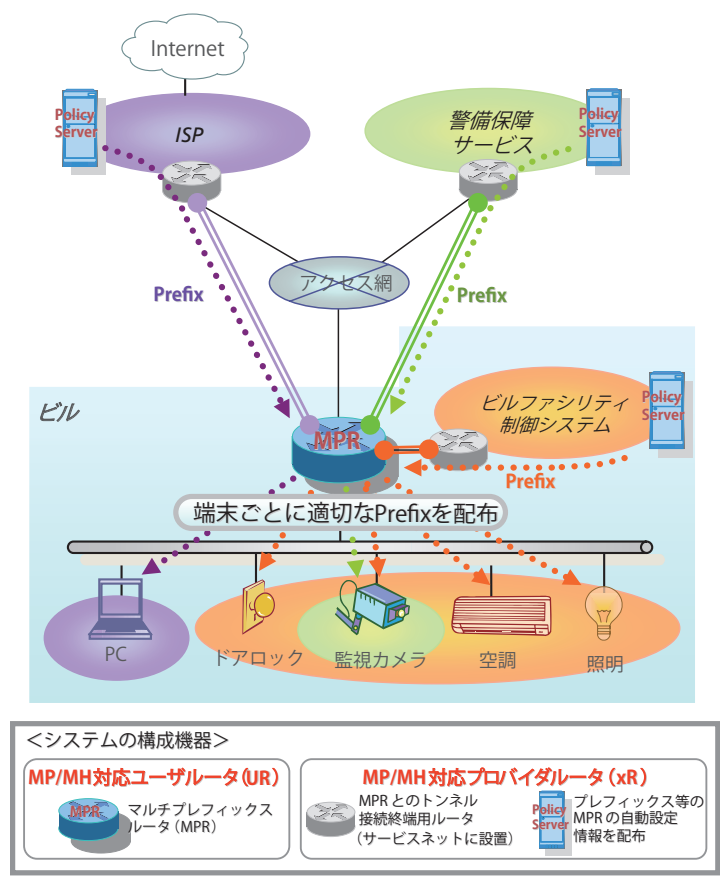 Internet
Policy
Server
ISP
警備保障
サービス
Policy
Server
アクセス網
Prefix
Prefix
ビル
ビルファシリティ
制御システム
Policy
Server
MPR
Prefix
端末ごとに適切なPrefixを配布
PC
ドアロック
監視カメラ
空調
照明
＜システムの構成機器＞
MP/MH対応ユーザルータ（UR）
MPR
マルチプレフィックス
ルータ（MPR）
MP/MH対応プロバイダルータ（xR）
MPRとのトンネル
接続終端用ルータ
（サービスネットに設置）
Policy
Server
プレフィックス等の
MPRの自動設定
情報を配布